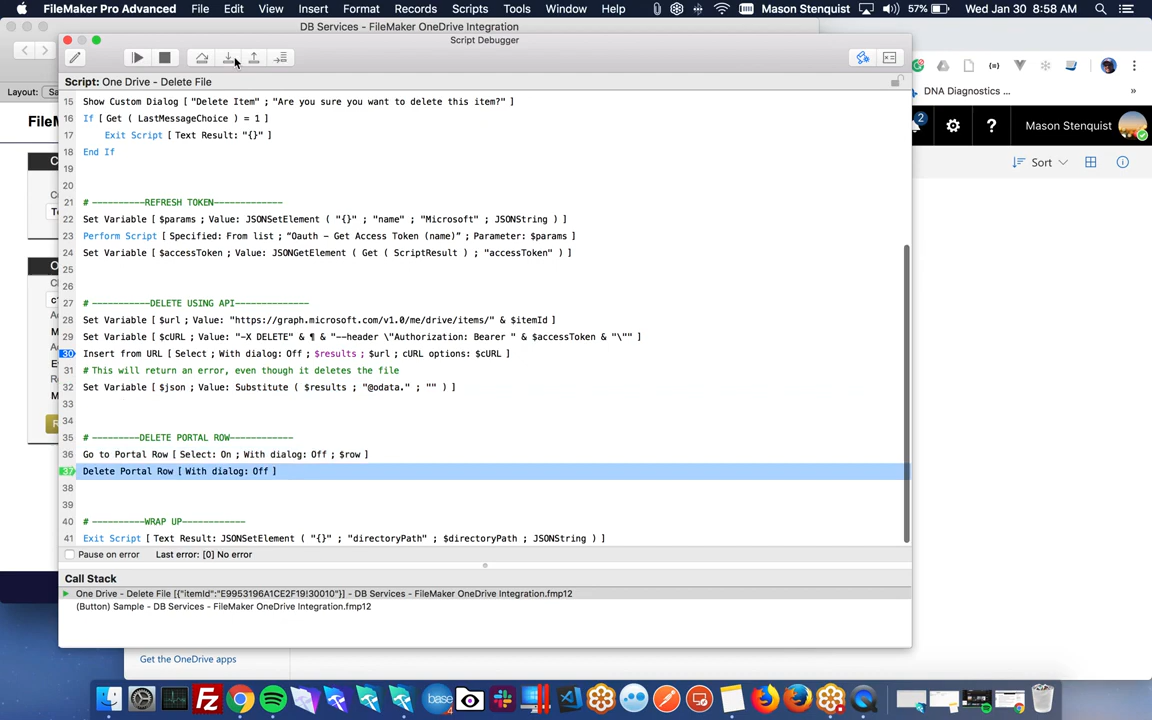 FileMaker Pro Advanced File Edit View Insert Format Records Scripts Tools Window Help Mason Stenquist 57% Wed Jan 30 8:58 AM
DB Services - FileMaker OneDrive Integration
Script Debugger
Script: One Drive - Delete File
DNA Diagnostics ...
»
Layout:
2
?
Mason Stenquist
Sort
15 Show Custom Dialog [ "Delete Item" ; "Are you sure you want to delete this item?" ]
16 If [ Get ( LastMessageChoice ) = 1 ]
17 Exit Script [ Text Result: "{}" ]
18 End If
19
20
21 # ----------REFRESH TOKEN-------------
22 Set Variable [ $params ; Value: JSONSetElement ( "{}" ; "name" ; "Microsoft" ; JSONString ) ]
23 Perform Script [ Specified: From list ; “Oauth - Get Access Token (name)” ; Parameter: $params ]
24 Set Variable [ $accessToken ; Value: JSONGetElement ( Get ( ScriptResult ) ; "accessToken" ) ]
25
26
27 # ----------DELETE USING API--------------
28 Set Variable [ $url ; Value: "https://graph.microsoft.com/v1.0/me/drive/items/" & $itemId ]
29 Set Variable [ $cURL ; Value: "-X DELETE" & ¶ & "--header \"Authorization: Bearer " & $accessToken & "\"" ]
30 Insert from URL [ Select ; With dialog: Off ; $results ; $url ; cURL options: $cURL ]
31 # This will return an error, even though it deletes the file
32 Set Variable [ $json ; Value: Substitute ( $results ; "@odata." ; "" ) ]
33
34
35 # ---------DELETE PORTAL ROW------------
36 Go to Portal Row [ Select: On ; With dialog: Off ; $row ]
37 Delete Portal Row [ With dialog: Off ]
38
39
40 # ----------WRAP UP------------
41 Exit Script [ Text Result: JSONSetElement ( "{}" ; "directoryPath" ; $directoryPath ; JSONString ) ]
Pause on error Last error: [0] No error
Call Stack
One Drive - Delete File [{"itemId":"E9953196A1CE2F19!30010"}] - DB Services - FileMaker OneDrive Integration.fmp12
(Button) Sample - DB Services - FileMaker OneDrive Integration.fmp12
Get the OneDrive apps
base